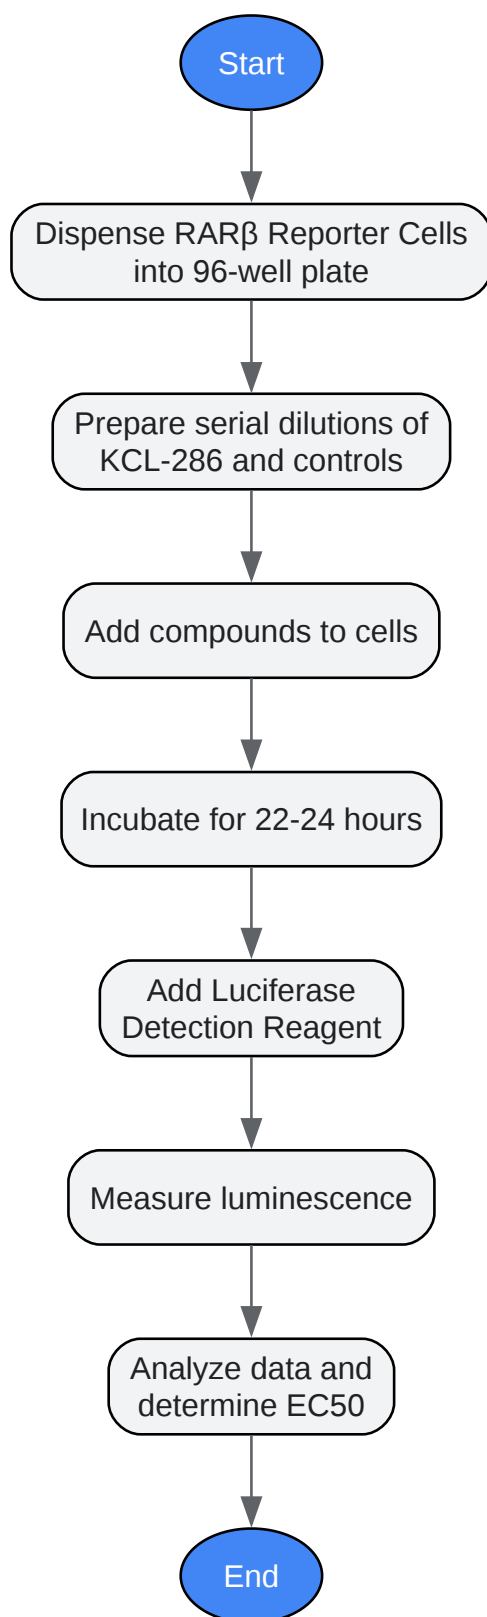 Start
Dispense RARβ Reporter Cells
into 96-well plate
Prepare serial dilutions of
KCL-286 and controls
Add compounds to cells
Incubate for 22-24 hours
Add Luciferase
Detection Reagent
Measure luminescence
Analyze data and
determine EC50
End